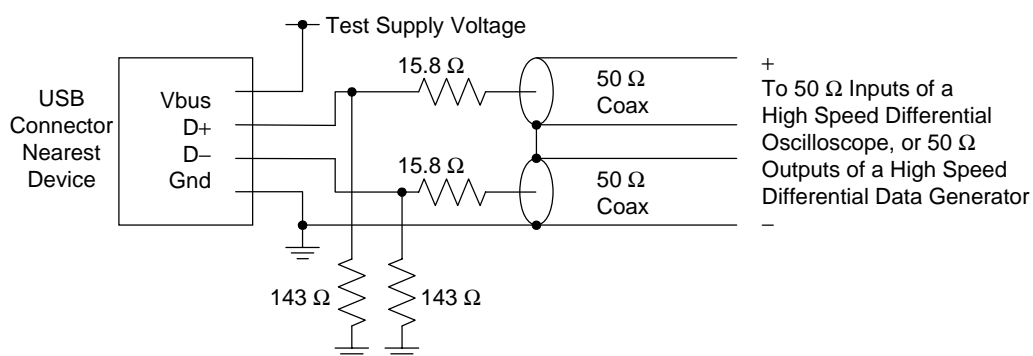 Test Supply Voltage
USB
Connector
Nearest
Device
Vbus
D+
D−
Gnd
15.8 Ω
15.8 Ω
50 Ω
Coax
50 Ω
Coax
+
To 50 Ω Inputs of a
High Speed Differential
Oscilloscope, or 50 Ω
Outputs of a High Speed
Differential Data Generator
−
143 Ω
143 Ω